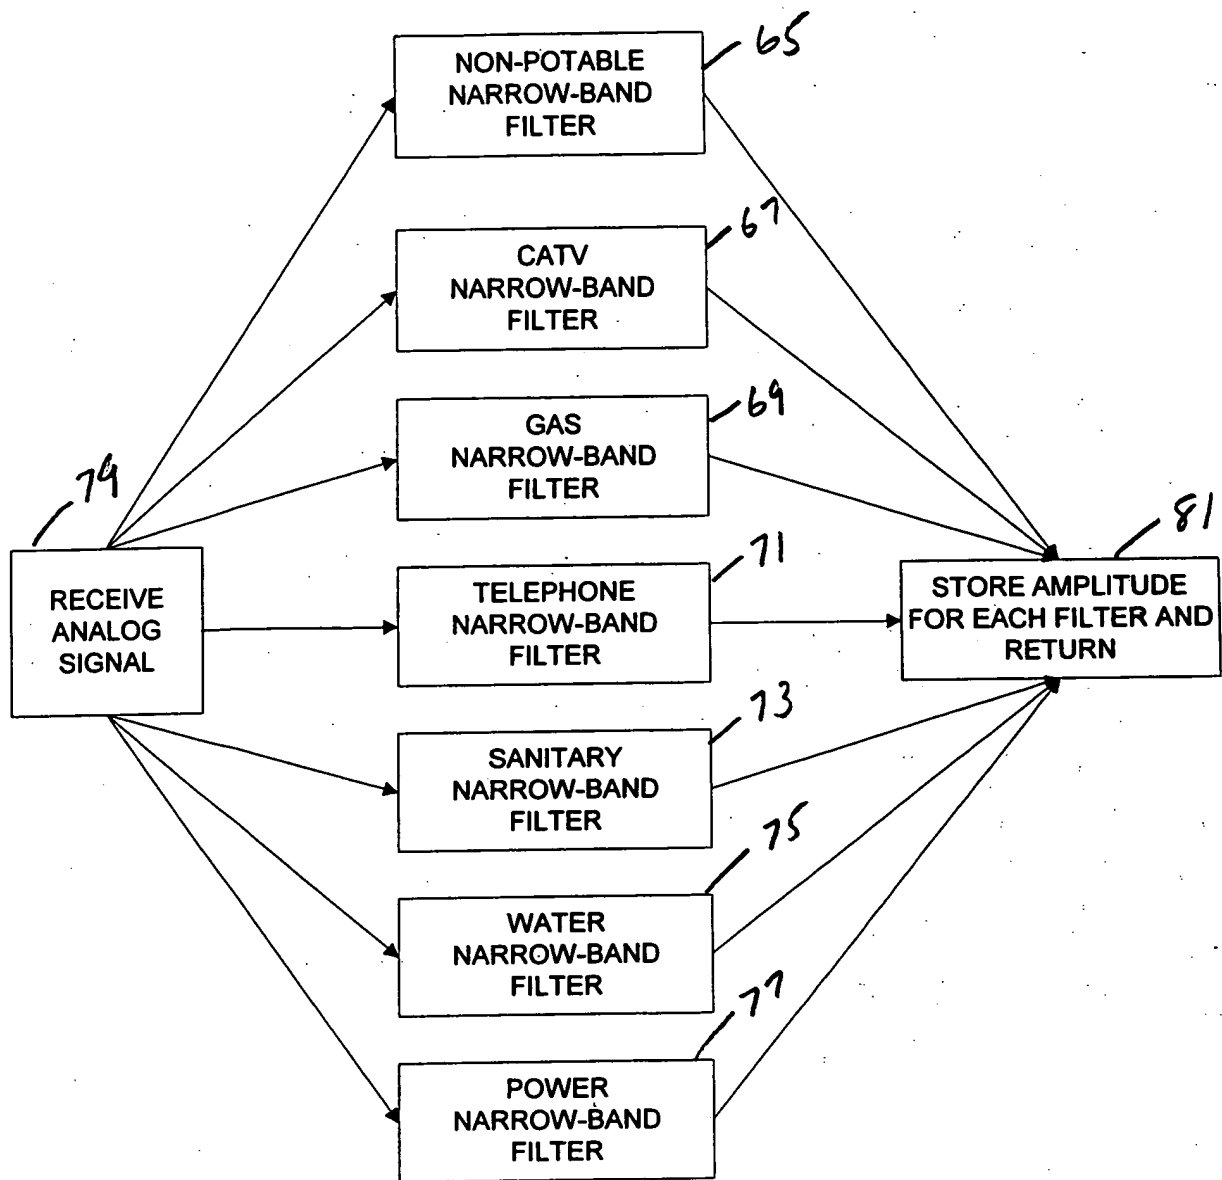 65
NON-POTABLE
NARROW-BAND
FILTER
67
CATV
NARROW-BAND
FILTER
69
GAS
NARROW-BAND
FILTER
79
RECEIVE
ANALOG
SIGNAL
71
TELEPHONE
NARROW-BAND
FILTER
81
STORE AMPLITUDE
FOR EACH FILTER AND
RETURN
73
SANITARY
NARROW-BAND
FILTER
75
WATER
NARROW-BAND
FILTER
77
POWER
NARROW-BAND
FILTER